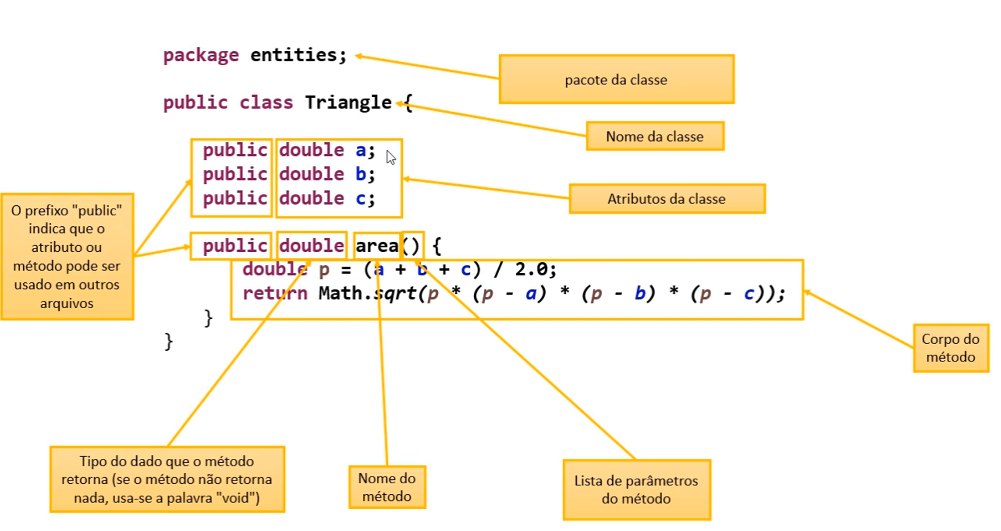 package entities;
pacote da classe
public class Triangle {
Nome da classe
public double a;
public double b;
public double c;
Atributos da classe
O prefixo "public"
indica que o
atributo ou
método pode ser
usado em outros
arquivos
public double area() {
double p = (a + b + c) / 2.0;
return Math.sqrt(p * (p - a) * (p - b) * (p - c));
}
}
Corpo do
método
Tipo do dado que o método
retorna (se o método não retorna
nada, usa-se a palavra "void")
Nome do
método
Lista de parâmetros
do método